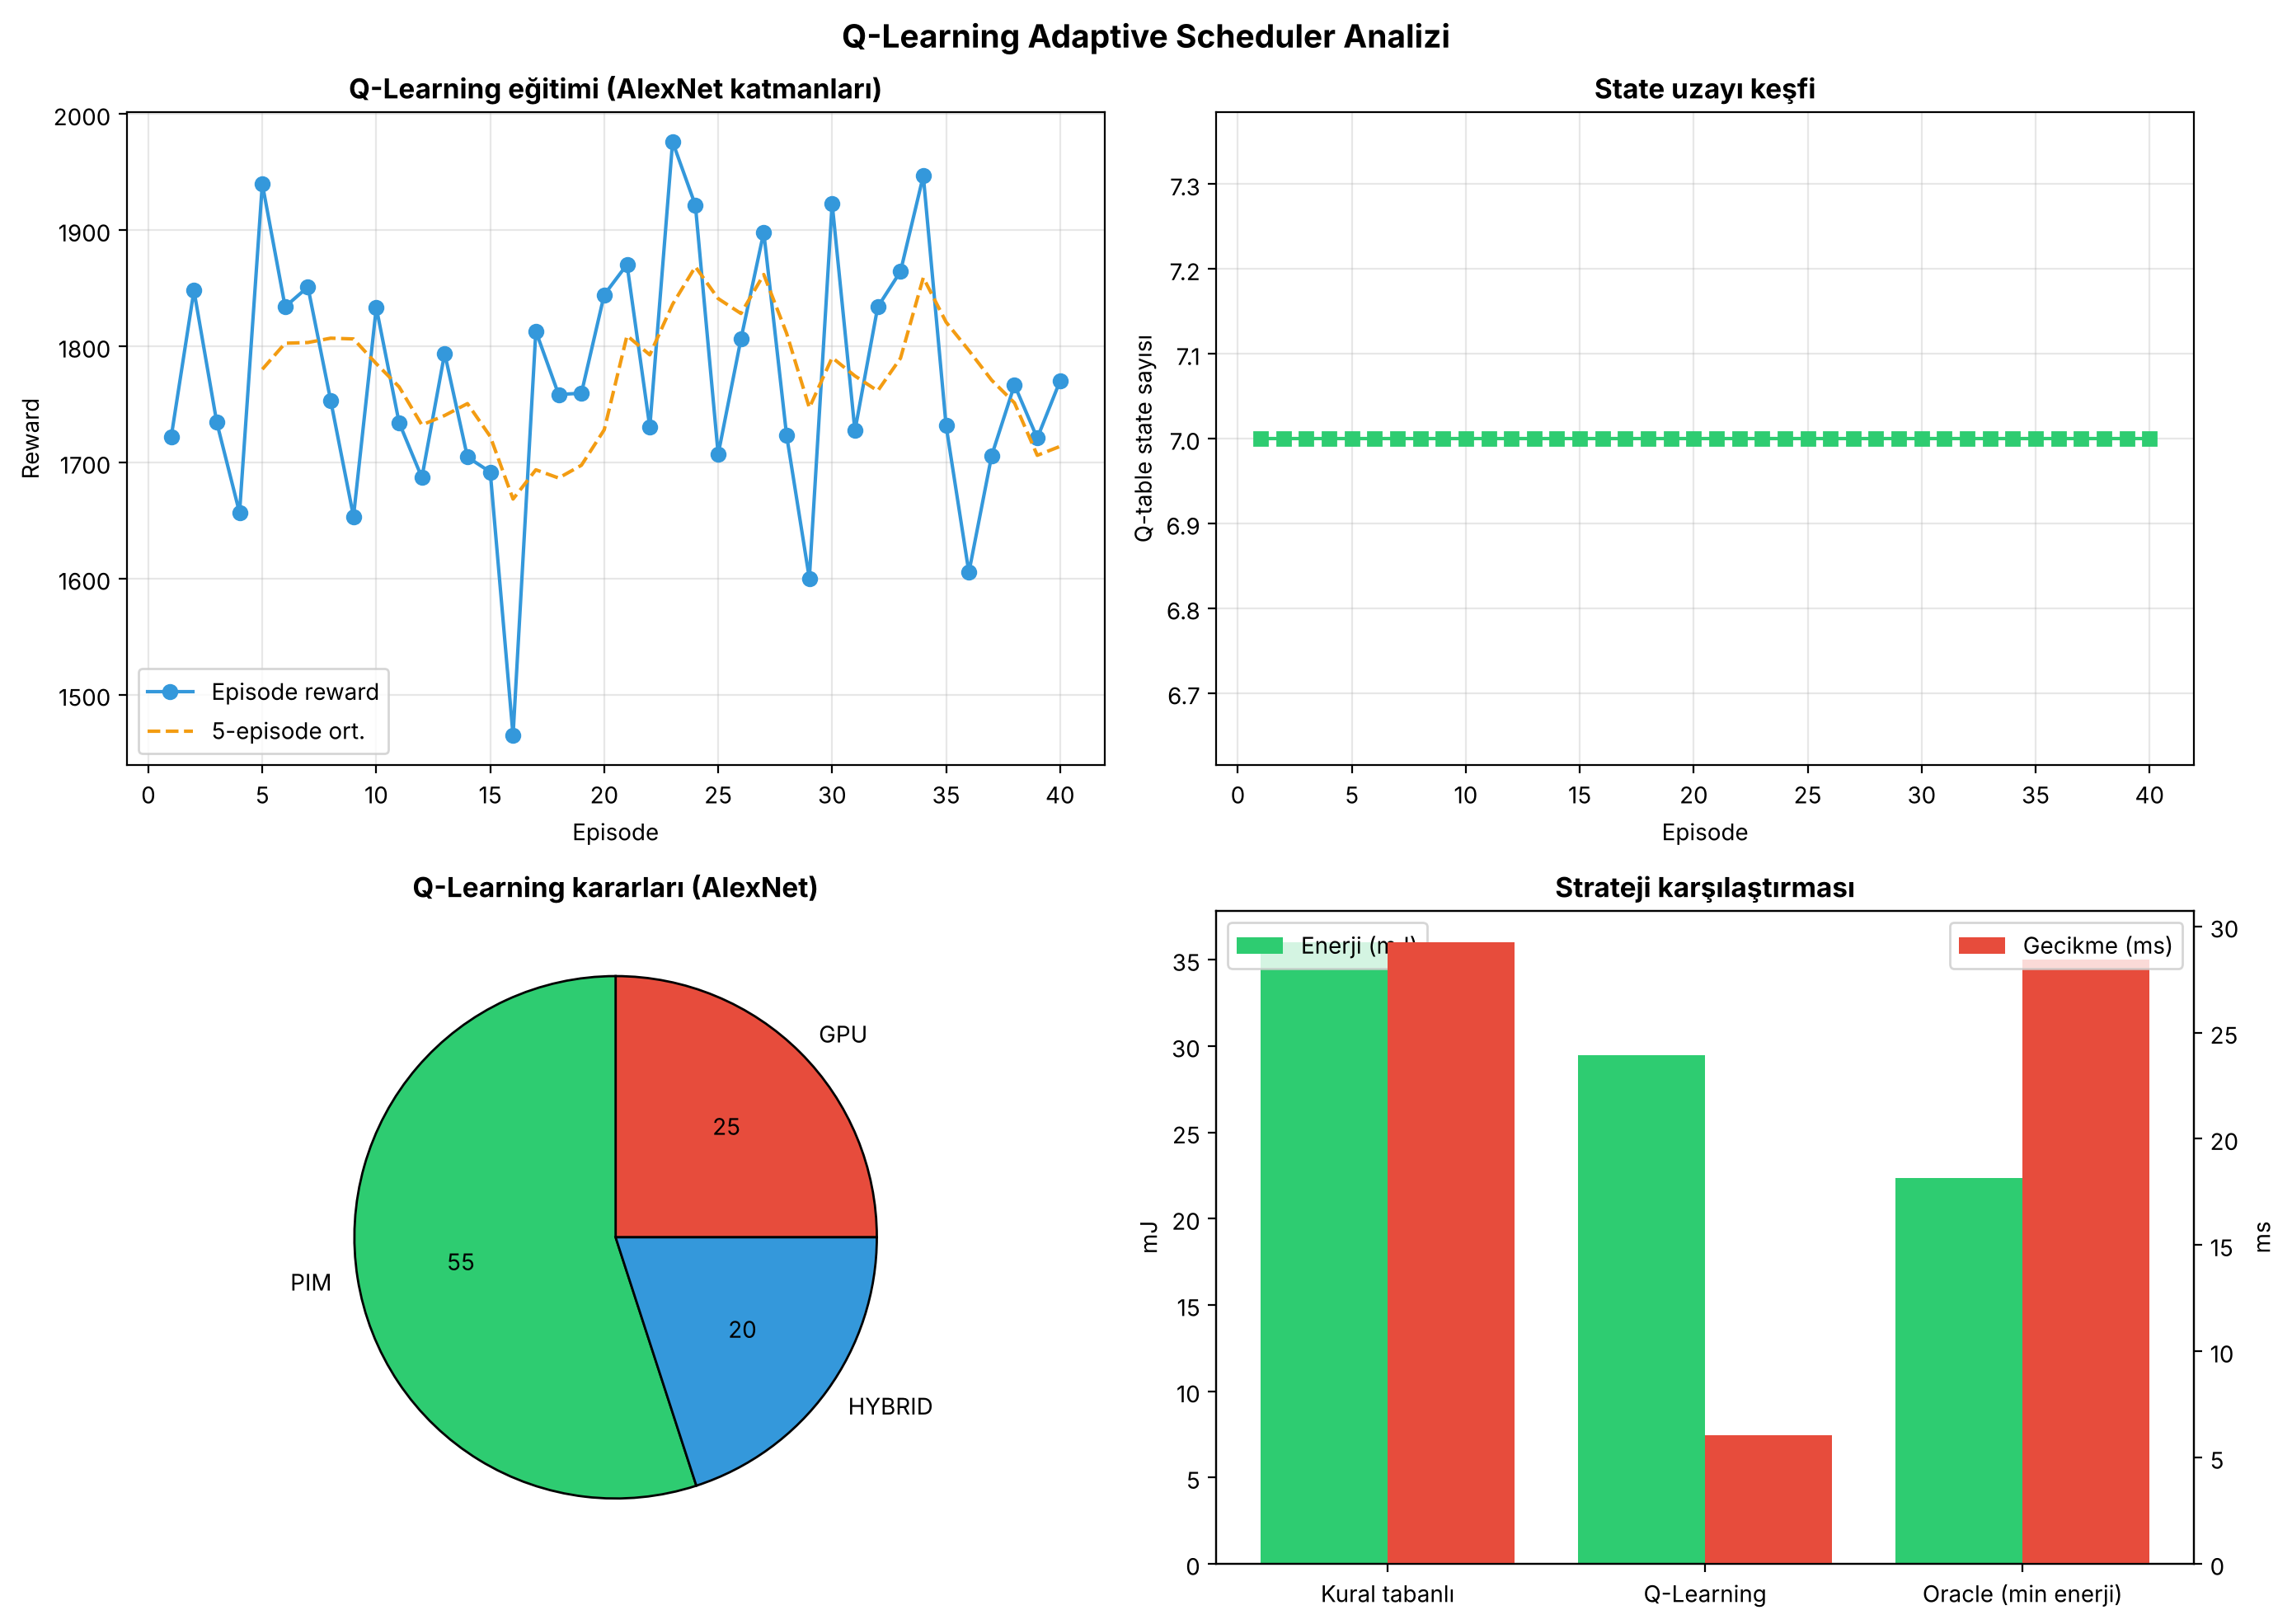 Q-Learning Adaptive Scheduler Analizi
Q-Learning eğitimi (AlexNet katmanları)
2000
1900
1800
1700
1600
1500
Reward
Episode reward
5-episode ort.
0 5 10 15 20 25 30 35 40
Episode
State uzayı keşfi
7.3
7.2
7.1
7.0
6.9
6.8
6.7
Q-table state sayısı
0 5 10 15 20 25 30 35 40
Episode
Q-Learning kararları (AlexNet)
GPU
25
55
PIM
20
HYBRID
Strateji karşılaştırması
Enerji (mJ)
Gecikme (ms)
35
30
25
20
15
10
5
0
mJ
30
25
20
15
10
5
0
ms
Kural tabanlı Q-Learning Oracle (min enerji)